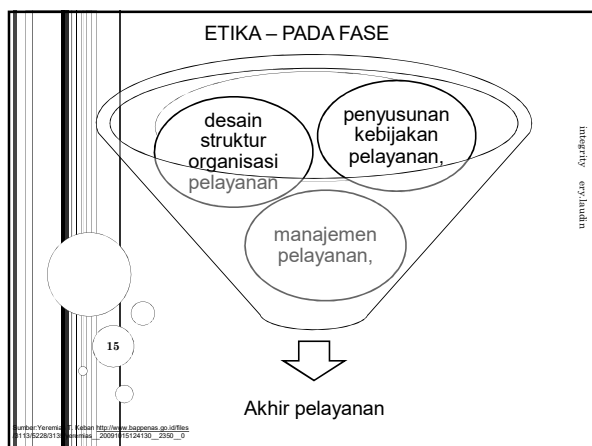 ETIKA – PADA FASE
desain
struktur
organisasi
pelayanan
penyusunan
kebijakan
pelayanan,
manajemen
pelayanan,
Akhir pelayanan
15
integrity ery.laudin
Sumber:Yeremias T. Keban http://www.bappenas.go.id/files